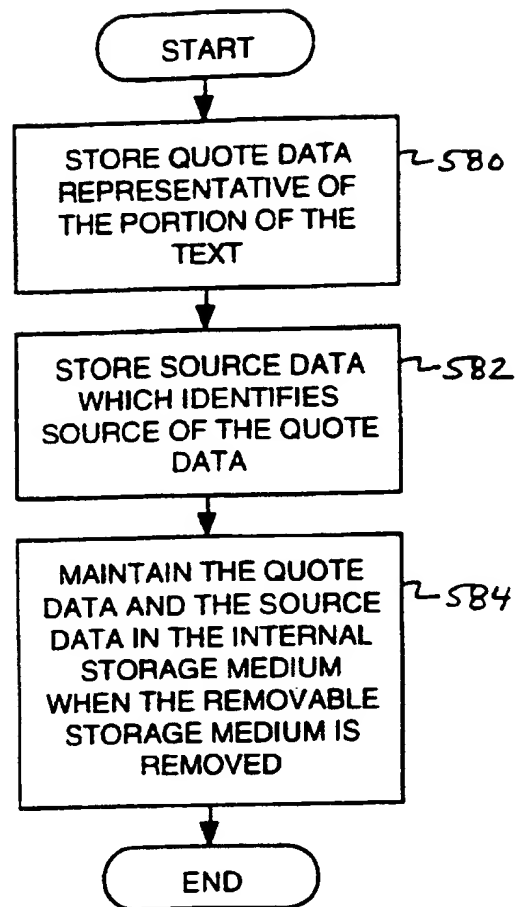 START
STORE QUOTE DATA
REPRESENTATIVE OF
THE PORTION OF THE
TEXT
580
STORE SOURCE DATA
WHICH IDENTIFIES
SOURCE OF THE QUOTE
DATA
582
MAINTAIN THE QUOTE
DATA AND THE SOURCE
DATA IN THE INTERNAL
STORAGE MEDIUM
WHEN THE REMOVABLE
STORAGE MEDIUM IS
REMOVED
584
END